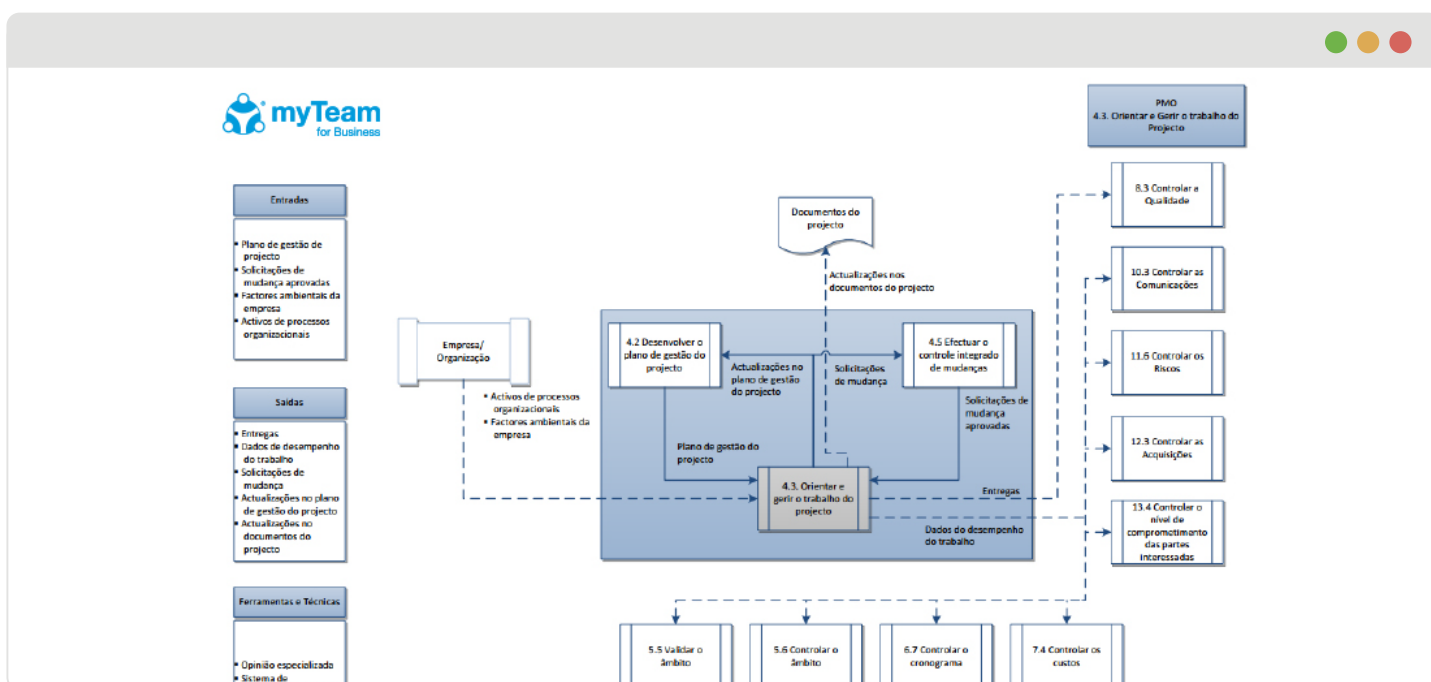 myTeam
for Business
PMO
4.3. Orientar e Gerir o trabalho do
Projecto
Entradas
▪ Plano de gestão de
projecto
▪ Solicitações de
mudança aprovadas
▪ Factores ambientais da
empresa
▪ Activos de processos
organizacionais
Saídas
▪ Entregas
▪ Dados de desempenho
do trabalho
▪ Solicitações de
mudança
▪ Actualizações no plano
de gestão do projecto
▪ Actualizações no
documentos do
projecto
Ferramentas e Técnicas
▪ Opinião especializada
▪ Sistema de
Empresa/
Organização
▪ Activos de processos
organizacionais
▪ Factores ambientais da
empresa
Documentos do
projecto
Actualizações nos
documentos do projecto
4.2 Desenvolver o
plano de gestão do
projecto
Actualizações no
plano de gestão
do projecto
Solicitações
de mudança
4.5 Efectuar o
controle integrado
de mudanças
Solicitações de
mudança
aprovadas
Plano de gestão do
projecto
4.3. Orientar e
gerir o trabalho do
projecto
Entregas
Dados do desempenho
do trabalho
8.3 Controlar a
Qualidade
10.3 Controlar as
Comunicações
11.6 Controlar os
Riscos
12.3 Controlar as
Acquisições
13.4 Controlar o
nível de
comprometimento
das partes
interessadas
5.5 Validar o
âmbito
5.6 Controlar o
âmbito
6.7 Controlar o
cronograma
7.4 Controlar os
custos